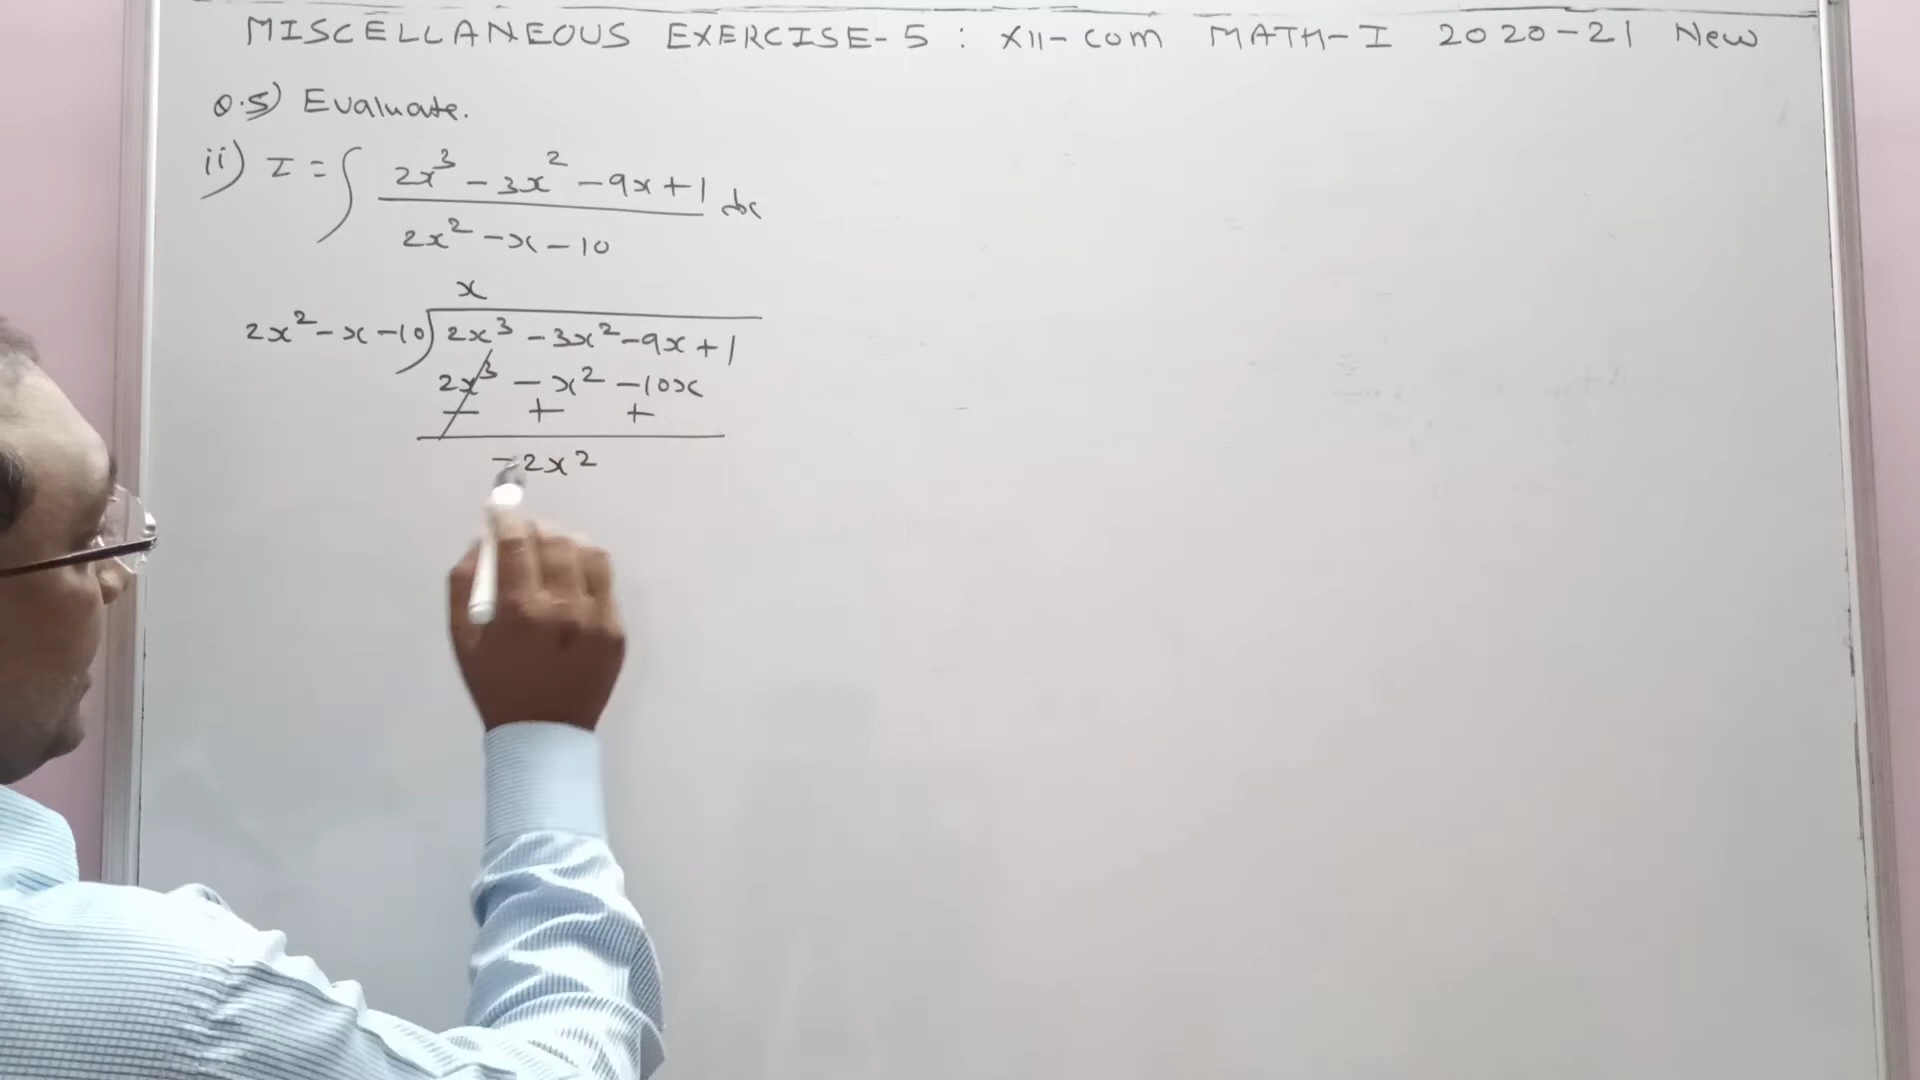 MISCELLANEOUS EXERCISE-5 : XII-com MATH-I 2020-21 New
Q.5) Evaluate.
ii) I = ∫ (2x³ - 3x² - 9x + 1) / (2x² - x - 10) dx
x
2x² - x - 10 ) 2x³ - 3x² - 9x + 1
2x³ - x² - 10x
- + +
-2x²